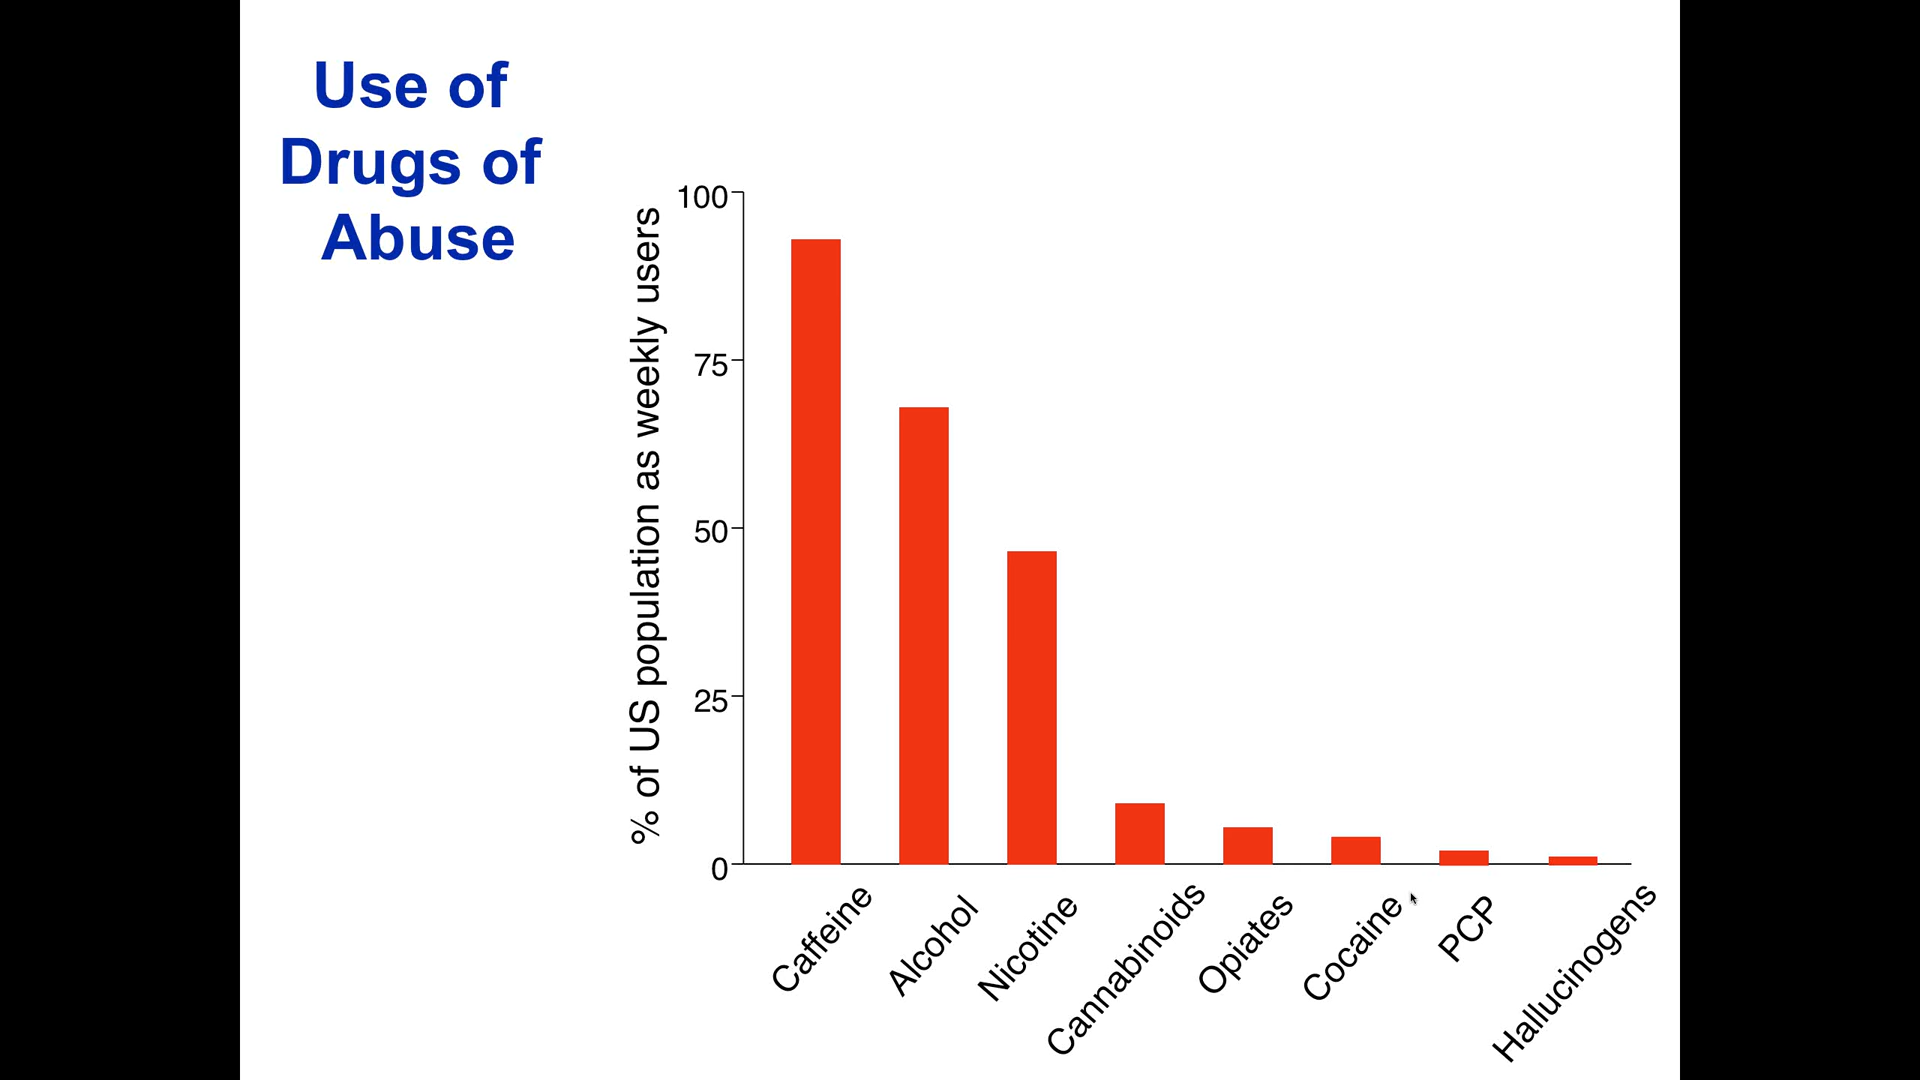 Use of
Drugs of
Abuse
% of US population as weekly users
100
75
50
25
0
Caffeine
Alcohol
Nicotine
Cannabinoids
Opiates
Cocaine
PCP
Hallucinogens